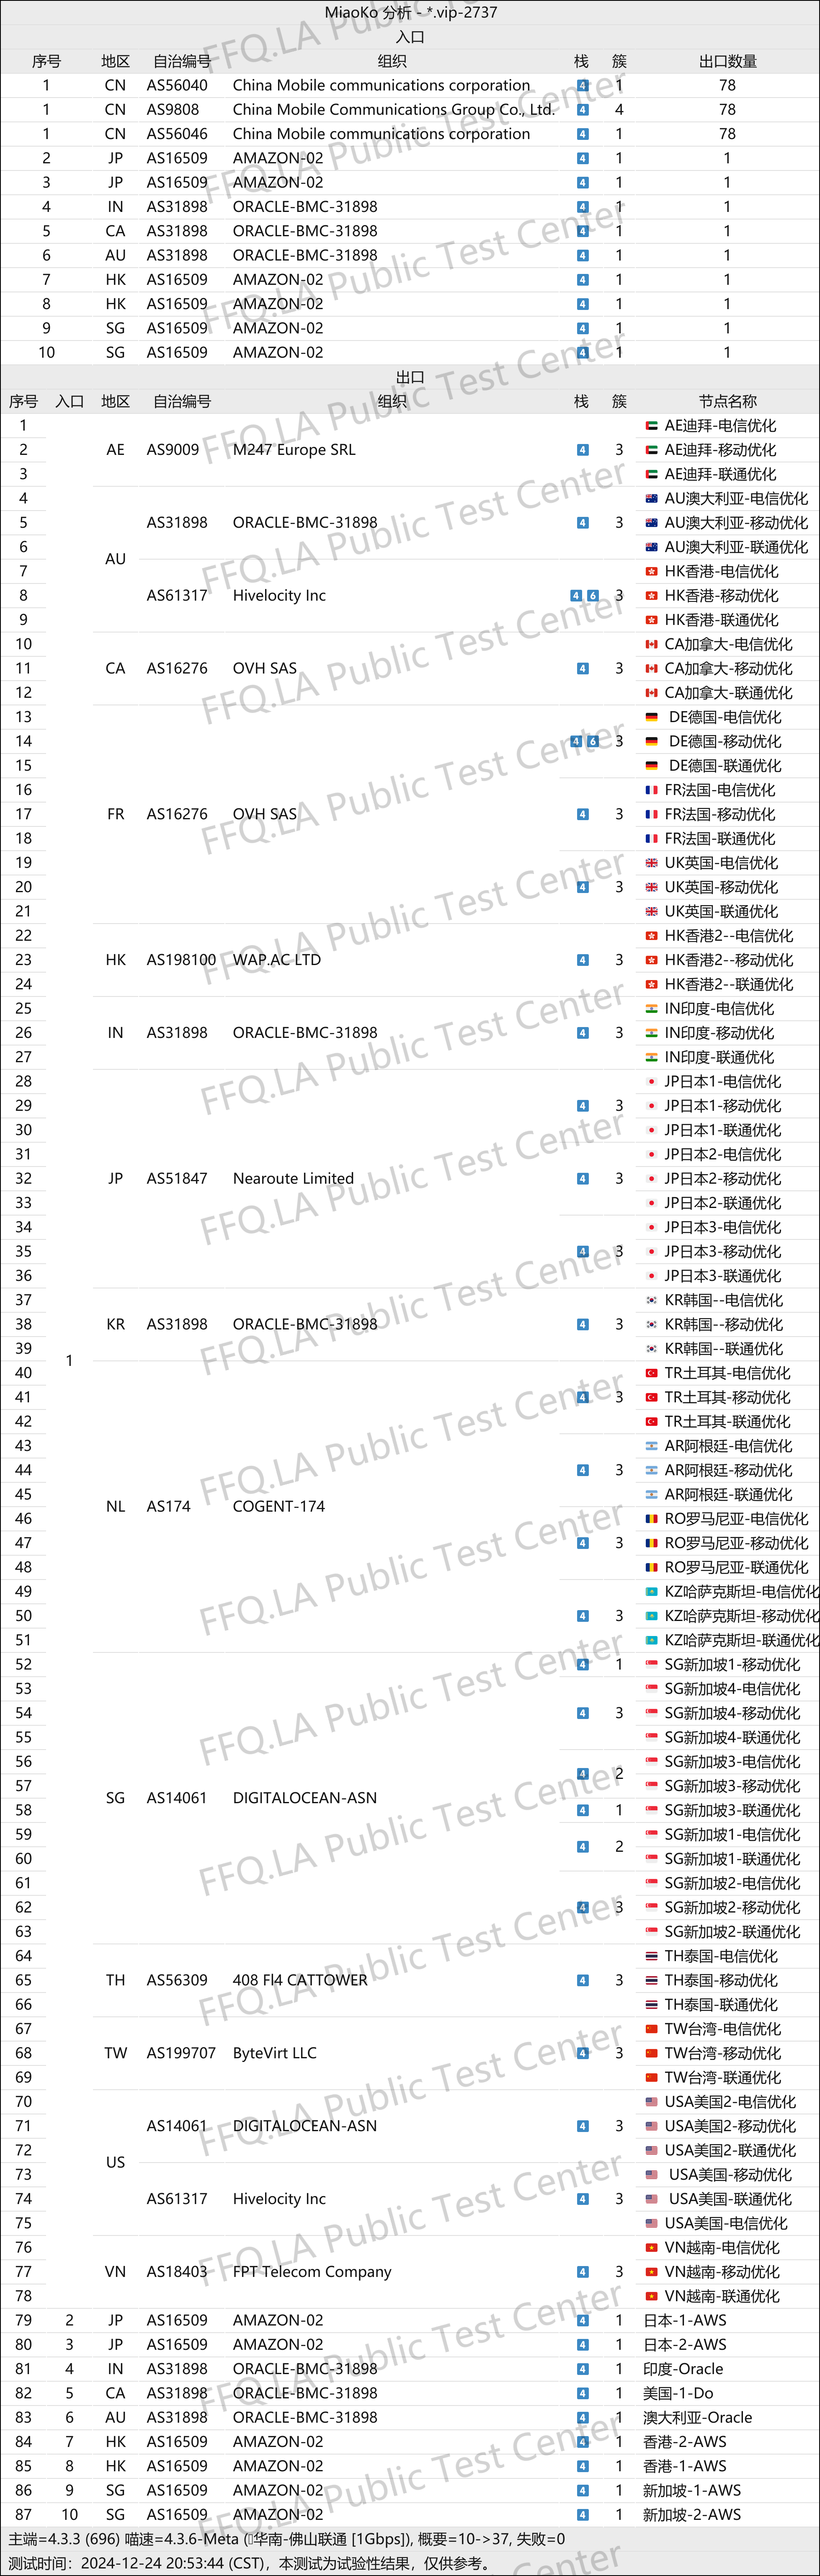 MiaoKo 分析 - *.vip-2737
入口
序号 地区 自治编号 组织 栈 簇 出口数量
1 CN AS56040 China Mobile communications corporation 4 1 78
1 CN AS9808 China Mobile Communications Group Co., Ltd. 4 4 78
1 CN AS56046 China Mobile communications corporation 4 1 78
2 JP AS16509 AMAZON-02 4 1 1
3 JP AS16509 AMAZON-02 4 1 1
4 IN AS31898 ORACLE-BMC-31898 4 1 1
5 CA AS31898 ORACLE-BMC-31898 4 1 1
6 AU AS31898 ORACLE-BMC-31898 4 1 1
7 HK AS16509 AMAZON-02 4 1 1
8 HK AS16509 AMAZON-02 4 1 1
9 SG AS16509 AMAZON-02 4 1 1
10 SG AS16509 AMAZON-02 4 1 1
出口
序号 入口 地区 自治编号 组织 栈 簇 节点名称
1 AE迪拜-电信优化
2 AE AS9009 M247 Europe SRL 4 3 AE迪拜-移动优化
3 AE迪拜-联通优化
4 AU澳大利亚-电信优化
5 AS31898 ORACLE-BMC-31898 4 3 AU澳大利亚-移动优化
6 AU澳大利亚-联通优化
AU
7 HK香港-电信优化
8 AS61317 Hivelocity Inc 4 6 3 HK香港-移动优化
9 HK香港-联通优化
10 CA加拿大-电信优化
11 CA AS16276 OVH SAS 4 3 CA加拿大-移动优化
12 CA加拿大-联通优化
13 DE德国-电信优化
14 4 6 3 DE德国-移动优化
15 DE德国-联通优化
16 FR法国-电信优化
17 FR AS16276 OVH SAS 4 3 FR法国-移动优化
18 FR法国-联通优化
19 UK英国-电信优化
20 4 3 UK英国-移动优化
21 UK英国-联通优化
22 HK香港2--电信优化
23 HK AS198100 WAP.AC LTD 4 3 HK香港2--移动优化
24 HK香港2--联通优化
25 IN印度-电信优化
26 IN AS31898 ORACLE-BMC-31898 4 3 IN印度-移动优化
27 IN印度-联通优化
28 JP日本1-电信优化
29 4 3 JP日本1-移动优化
30 JP日本1-联通优化
31 JP日本2-电信优化
32 JP AS51847 Nearoute Limited 4 3 JP日本2-移动优化
33 JP日本2-联通优化
34 JP日本3-电信优化
35 4 3 JP日本3-移动优化
36 JP日本3-联通优化
37 KR韩国--电信优化
38 KR AS31898 ORACLE-BMC-31898 4 3 KR韩国--移动优化
39 KR韩国--联通优化
1
40 TR土耳其-电信优化
41 4 3 TR土耳其-移动优化
42 TR土耳其-联通优化
43 AR阿根廷-电信优化
44 4 3 AR阿根廷-移动优化
45 AR阿根廷-联通优化
NL AS174 COGENT-174
46 RO罗马尼亚-电信优化
47 4 3 RO罗马尼亚-移动优化
48 RO罗马尼亚-联通优化
49 KZ哈萨克斯坦-电信优化
50 4 3 KZ哈萨克斯坦-移动优化
51 KZ哈萨克斯坦-联通优化
52 4 1 SG新加坡1-移动优化
53 SG新加坡4-电信优化
54 4 3 SG新加坡4-移动优化
55 SG新加坡4-联通优化
56 SG新加坡3-电信优化
4 2
57 SG新加坡3-移动优化
SG AS14061 DIGITALOCEAN-ASN
58 4 1 SG新加坡3-联通优化
59 SG新加坡1-电信优化
4 2
60 SG新加坡1-联通优化
61 SG新加坡2-电信优化
62 4 3 SG新加坡2-移动优化
63 SG新加坡2-联通优化
64 TH泰国-电信优化
65 TH AS56309 408 Fl4 CATTOWER 4 3 TH泰国-移动优化
66 TH泰国-联通优化
67 TW台湾-电信优化
68 TW AS199707 ByteVirt LLC 4 3 TW台湾-移动优化
69 TW台湾-联通优化
70 USA美国2-电信优化
71 AS14061 DIGITALOCEAN-ASN 4 3 USA美国2-移动优化
72 USA美国2-联通优化
US
73 USA美国-移动优化
74 AS61317 Hivelocity Inc 4 3 USA美国-联通优化
75 USA美国-电信优化
76 VN越南-电信优化
77 VN AS18403 FPT Telecom Company 4 3 VN越南-移动优化
78 VN越南-联通优化
79 2 JP AS16509 AMAZON-02 4 1 日本-1-AWS
80 3 JP AS16509 AMAZON-02 4 1 日本-2-AWS
81 4 IN AS31898 ORACLE-BMC-31898 4 1 印度-Oracle
82 5 CA AS31898 ORACLE-BMC-31898 4 1 美国-1-Do
83 6 AU AS31898 ORACLE-BMC-31898 4 1 澳大利亚-Oracle
84 7 HK AS16509 AMAZON-02 4 1 香港-2-AWS
85 8 HK AS16509 AMAZON-02 4 1 香港-1-AWS
86 9 SG AS16509 AMAZON-02 4 1 新加坡-1-AWS
87 10 SG AS16509 AMAZON-02 4 1 新加坡-2-AWS
主端=4.3.3 (696) 喵速=4.3.6-Meta (华南-佛山联通 [1Gbps]), 概要=10->37, 失败=0
测试时间：2024-12-24 20:53:44 (CST)，本测试为试验性结果，仅供参考。
FFQ.LA Public Test Center